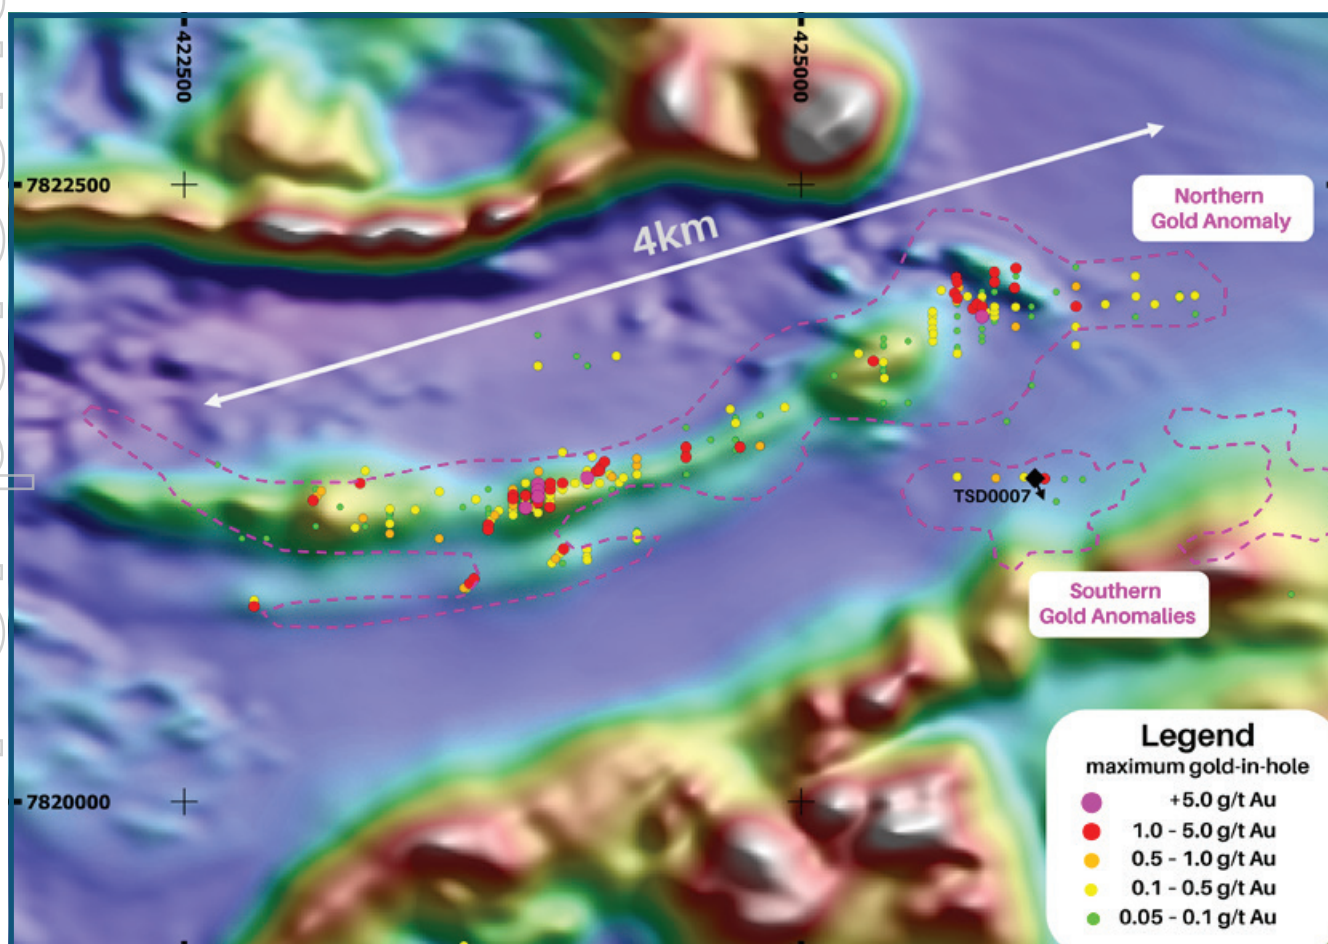 422500
425000
7822500
4km
Northern
Gold Anomaly
TSD0007
Southern
Gold Anomalies
7820000
Legend
maximum gold-in-hole
+5.0 g/t Au
1.0 - 5.0 g/t Au
0.5 - 1.0 g/t Au
0.1 - 0.5 g/t Au
0.05 - 0.1 g/t Au